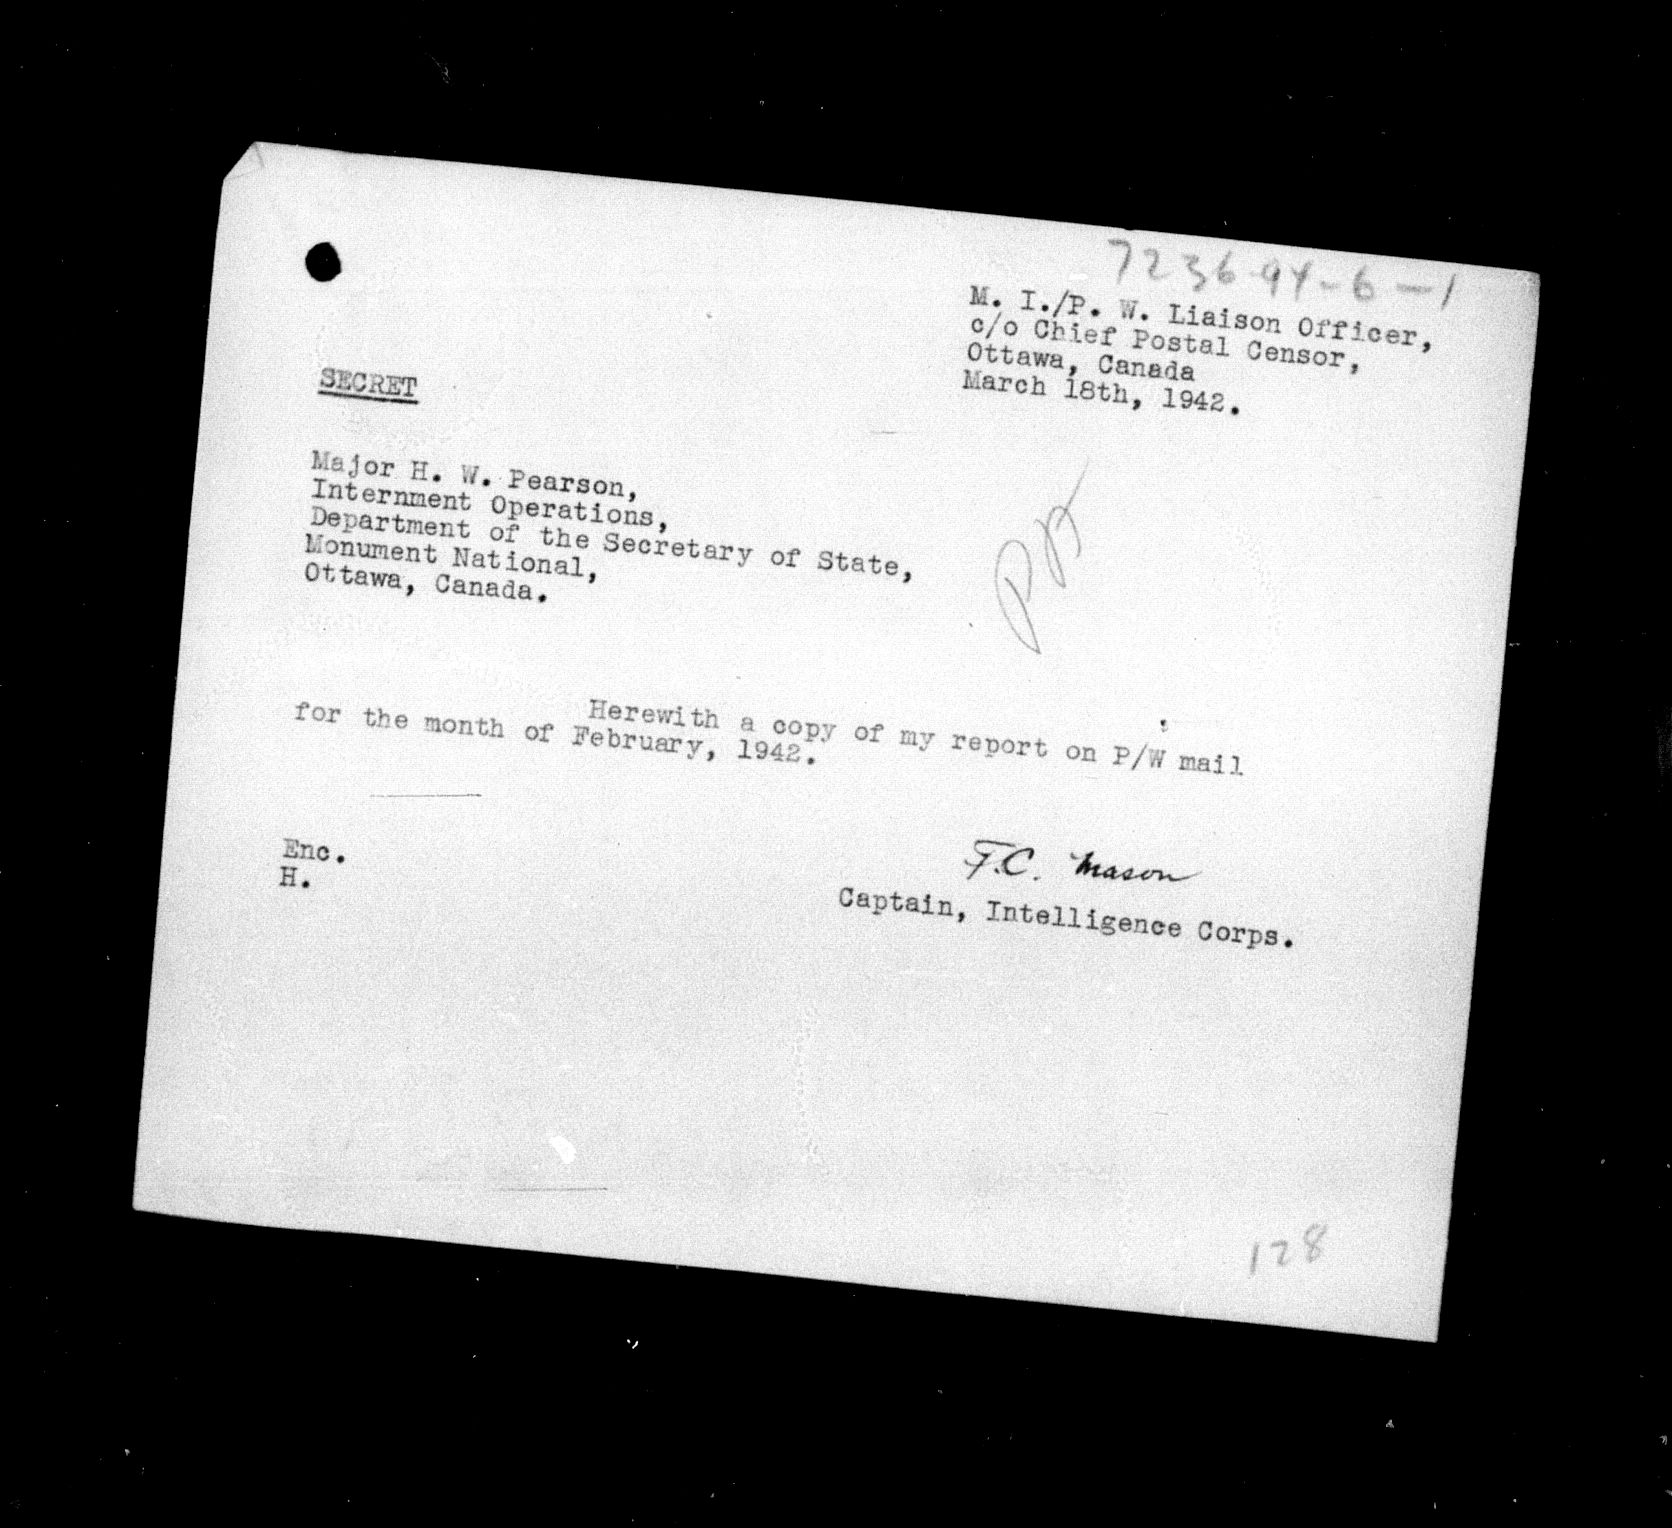 7236-94-6-1
M. I./P. W. Liaison Officer,
c/o Chief Postal Censor,
Ottawa, Canada
March 18th, 1942.
SECRET
Major H. W. Pearson,
Internment Operations,
Department of the Secretary of State,
Monument National,
Ottawa, Canada.
Herewith a copy of my report on P/W mail
for the month of February, 1942.
Enc.
H.
F.C. Mason
Captain, Intelligence Corps.
128